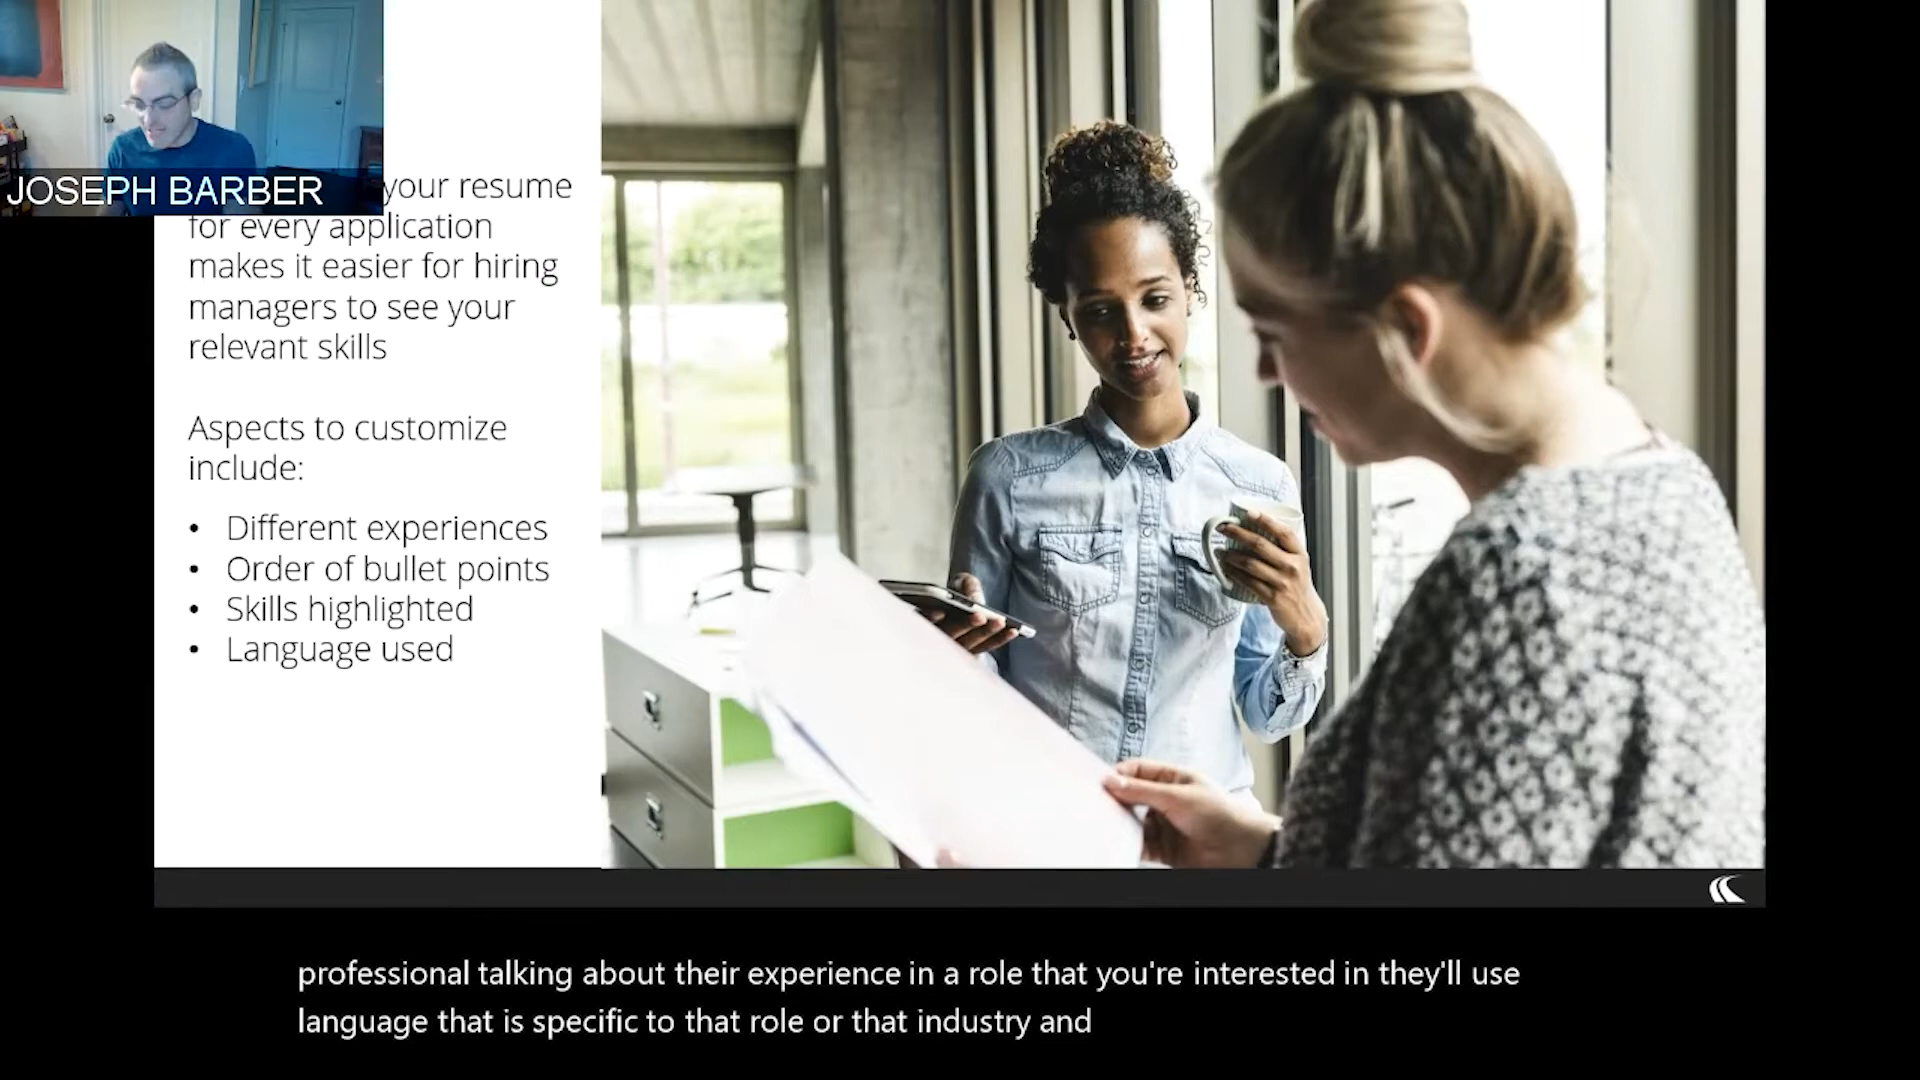 JOSEPH BARBER
your resume
for every application
makes it easier for hiring
managers to see your
relevant skills
Aspects to customize
include:
• Different experiences
• Order of bullet points
• Skills highlighted
• Language used
professional talking about their experience in a role that you're interested in they'll use
language that is specific to that role or that industry and